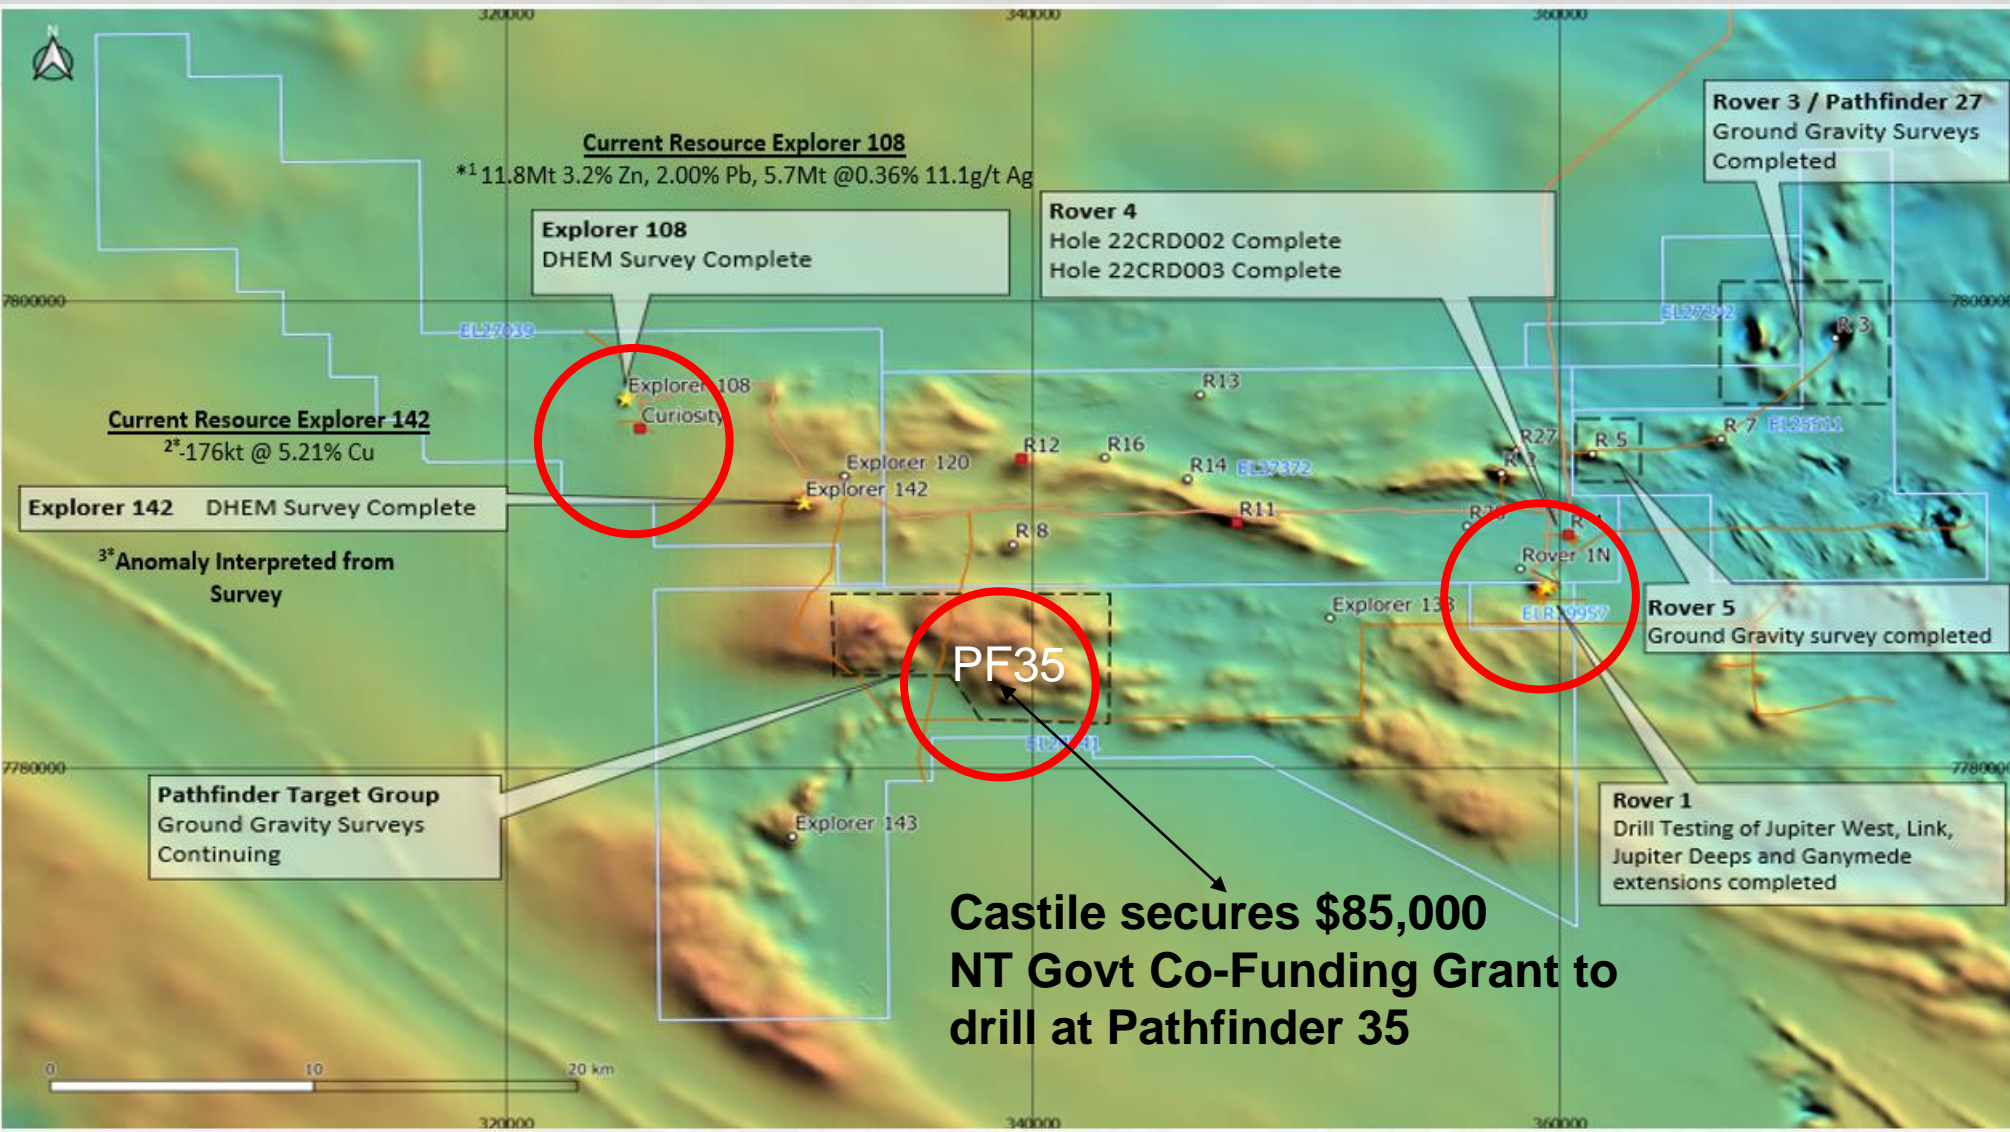 320000
340000
360000
N
Rover 3 / Pathfinder 27
Ground Gravity Surveys
Completed
Current Resource Explorer 108
*1 11.8Mt 3.2% Zn, 2.00% Pb, 5.7Mt @0.36% 11.1g/t Ag
Explorer 108
DHEM Survey Complete
Rover 4
Hole 22CRD002 Complete
Hole 22CRD003 Complete
7800000
7800000
EL27039
EL27292
R 3
Explorer 108
Curiosity
R13
Current Resource Explorer 142
2*-176kt @ 5.21% Cu
R12
R16
R14
EL27372
R27
R 5
R 7
EL25511
Explorer 120
Explorer 142
Explorer 142 DHEM Survey Complete
R11
R 8
3*Anomaly Interpreted from
Survey
Rover 1N
Explorer 138
ELR29957
Rover 5
Ground Gravity survey completed
PF35
7780000
7780000
Pathfinder Target Group
Ground Gravity Surveys
Continuing
Explorer 143
Rover 1
Drill Testing of Jupiter West, Link,
Jupiter Deeps and Ganymede
extensions completed
Castile secures $85,000
NT Govt Co-Funding Grant to
drill at Pathfinder 35
0
10
20 km
320000
340000
360000